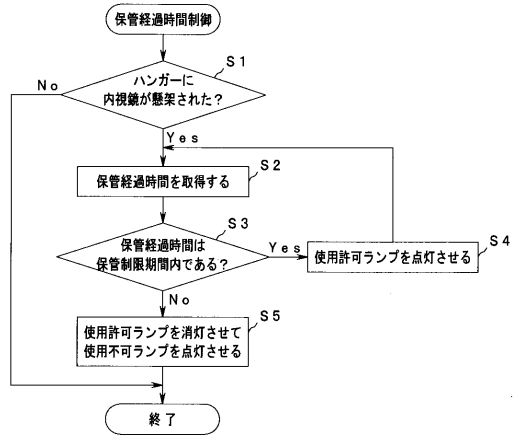 保管経過時間制御
S1
ハンガーに
内視鏡が懸架された？
No
Yes
S2
保管経過時間を取得する
S3
保管経過時間は
保管制限期間内である？
Yes
S4
使用許可ランプを点灯させる
No
S5
使用許可ランプを消灯させて
使用不可ランプを点灯させる
終了